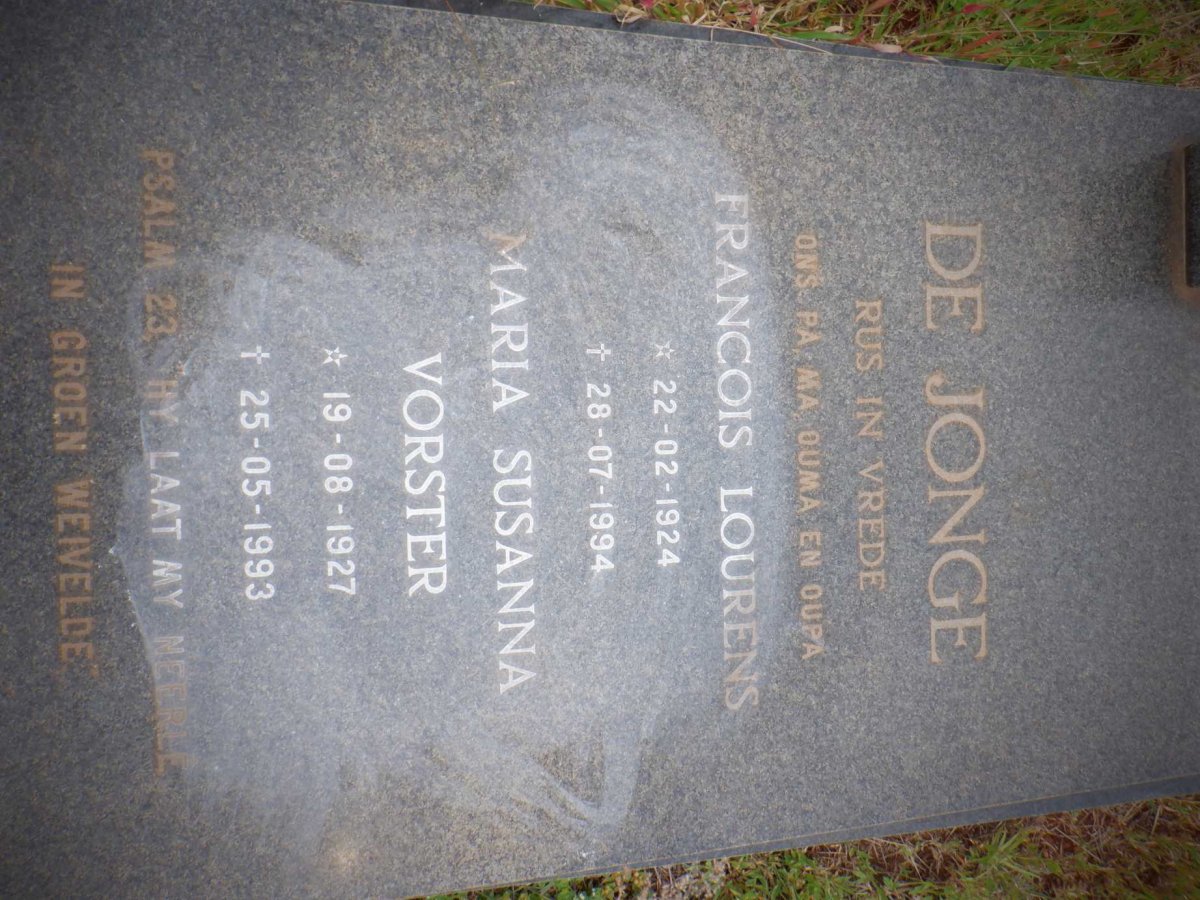 DE JONGE
RUS IN VREDE
ONS PA, MA, OUMA EN OUPA
FRANCOIS LOURENS
☆ 22-02-1924
✝ 28-07-1994
MARIA SUSANNA
VORSTER
☆ 19-08-1927
✝ 25-05-1993
PSALM 23, "HY LAAT MY NEERLÊ
IN GROEN WEIVELDE."